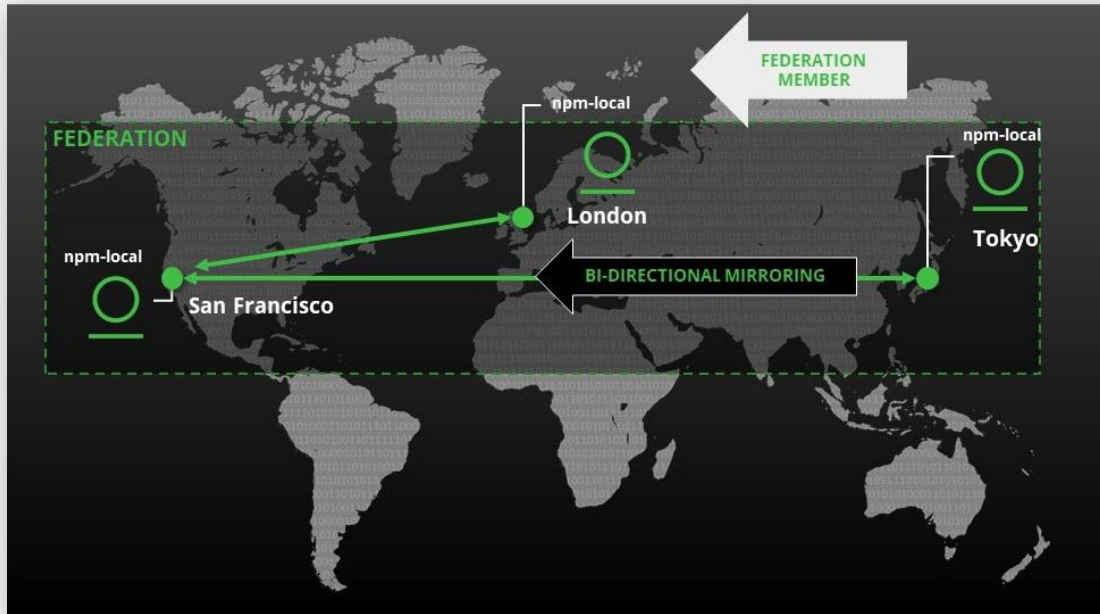 FEDERATION
MEMBER
npm-local
npm-local
FEDERATION
London
Tokyo
npm-local
BI-DIRECTIONAL MIRRORING
San Francisco